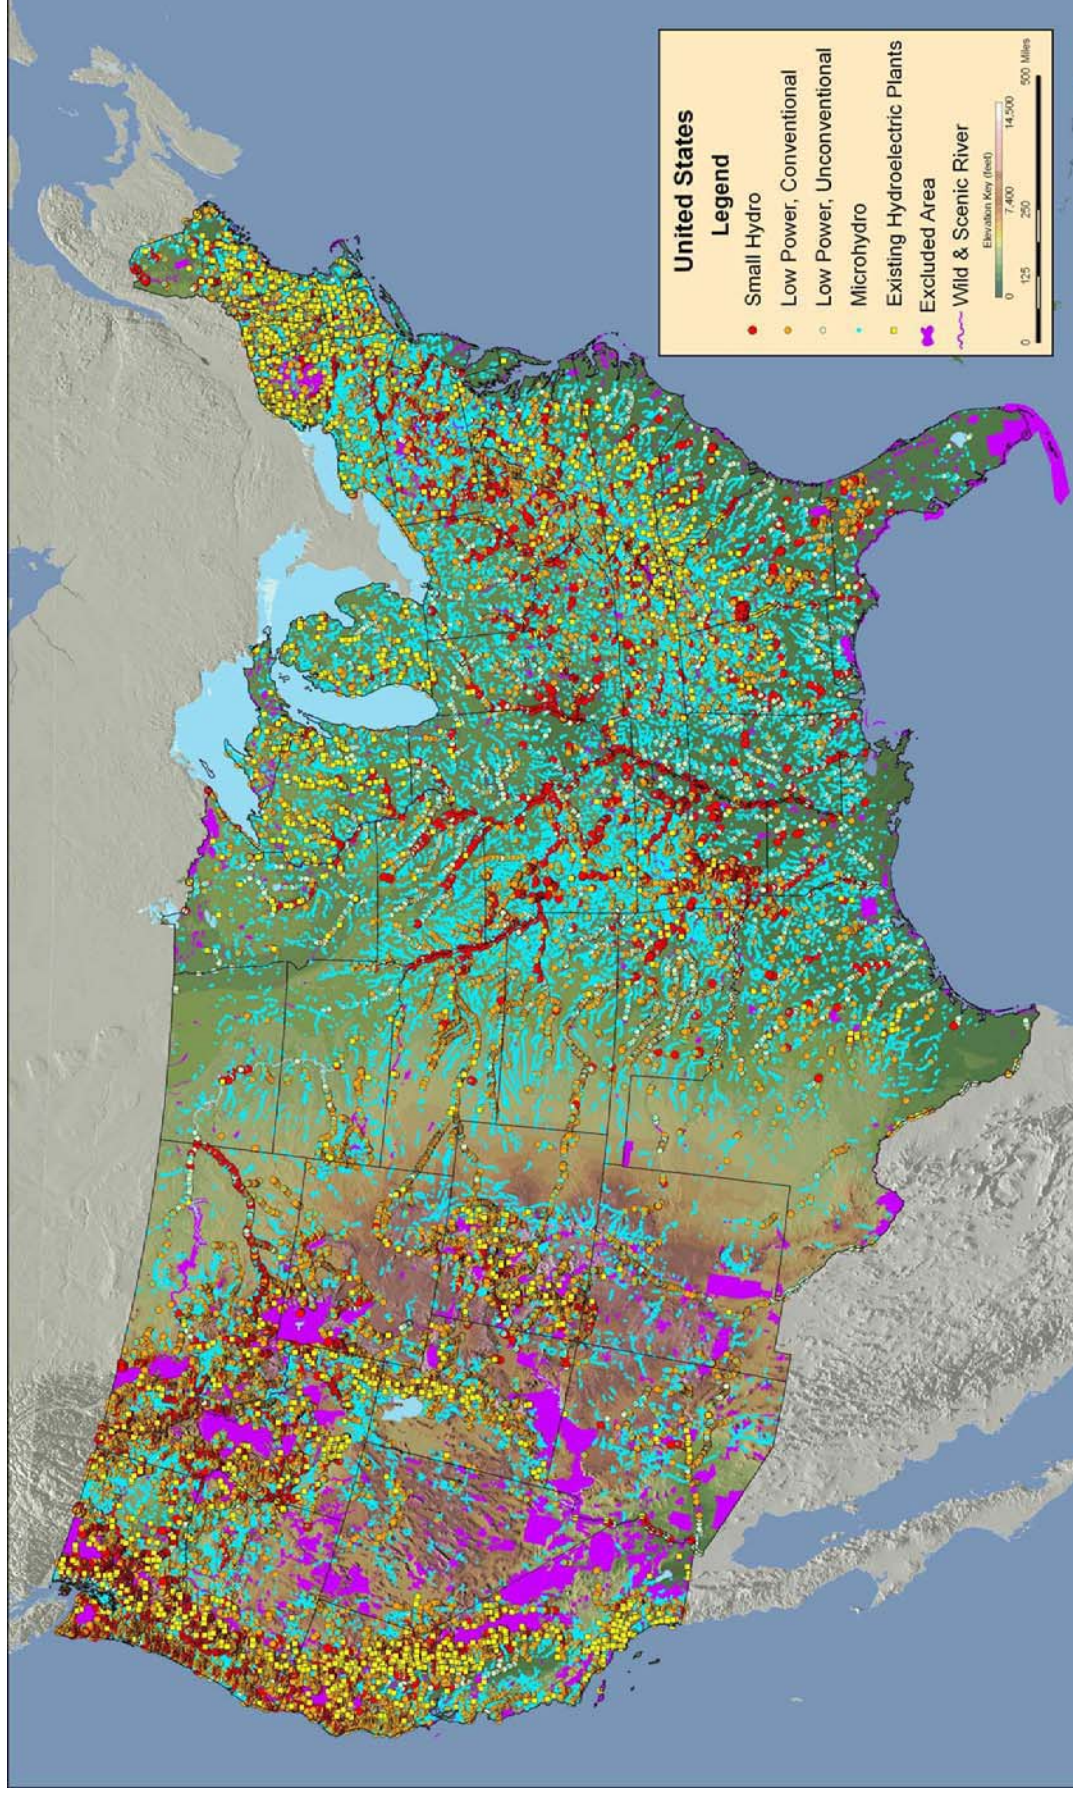 United States
Legend
Small Hydro
Low Power, Conventional
Low Power, Unconventional
Microhydro
Existing Hydroelectric Plants
Excluded Area
Wild & Scenic River
Elevation Key (feet)
0 7,400 14,500
0 125 250 500 Miles